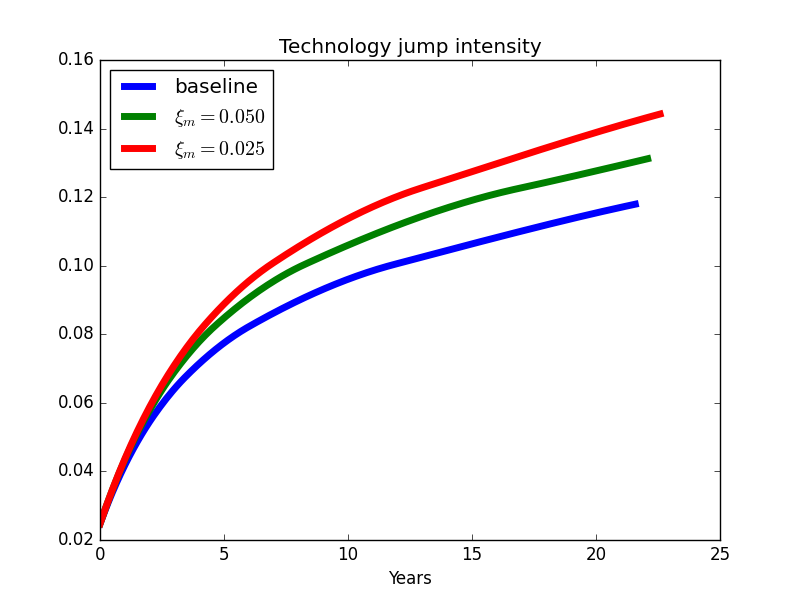 Technology jump intensity
0.16
0.14
0.12
0.10
0.08
0.06
0.04
0.02
baseline
ξₘ = 0.050
ξₘ = 0.025
0 5 10 15 20 25
Years